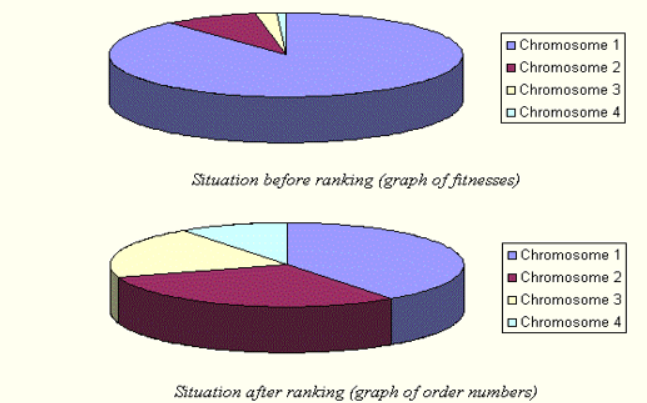 Chromosome 1
Chromosome 2
Chromosome 3
Chromosome 4
Situation before ranking (graph of fitnesses)
Chromosome 1
Chromosome 2
Chromosome 3
Chromosome 4
Situation after ranking (graph of order numbers)